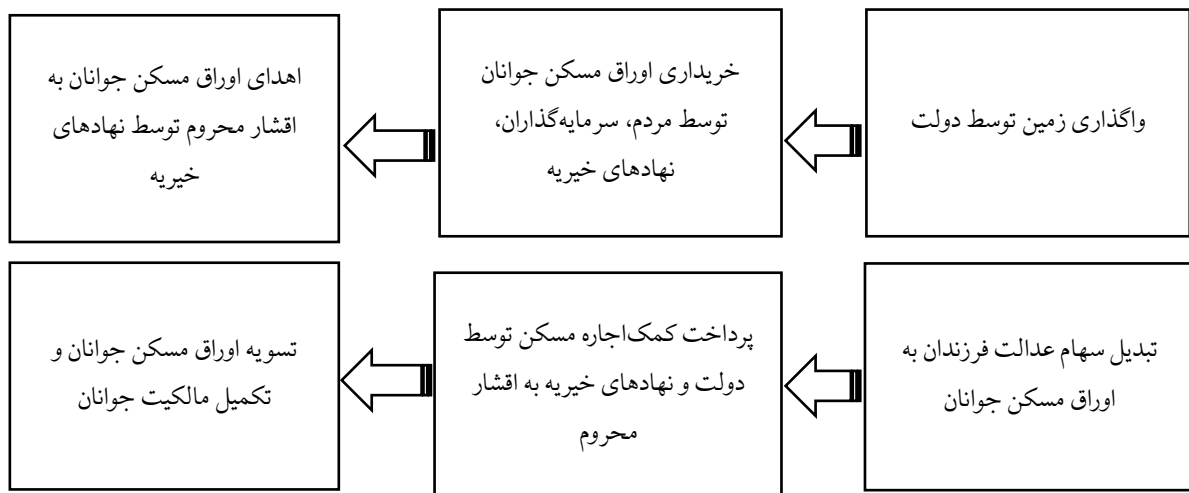 واگذاری زمین توسط دولت
خریداری اوراق مسکن جوانان
توسط مردم، سرمایه‌گذاران،
نهادهای خیریه
اهدای اوراق مسکن جوانان به
اقشار محروم توسط نهادهای
خیریه
تبدیل سهام عدالت فرزندان به
اوراق مسکن جوانان
پرداخت کمک‌اجاره مسکن توسط
دولت و نهادهای خیریه به اقشار
محروم
تسویه اوراق مسکن جوانان و
تکمیل مالکیت جوانان